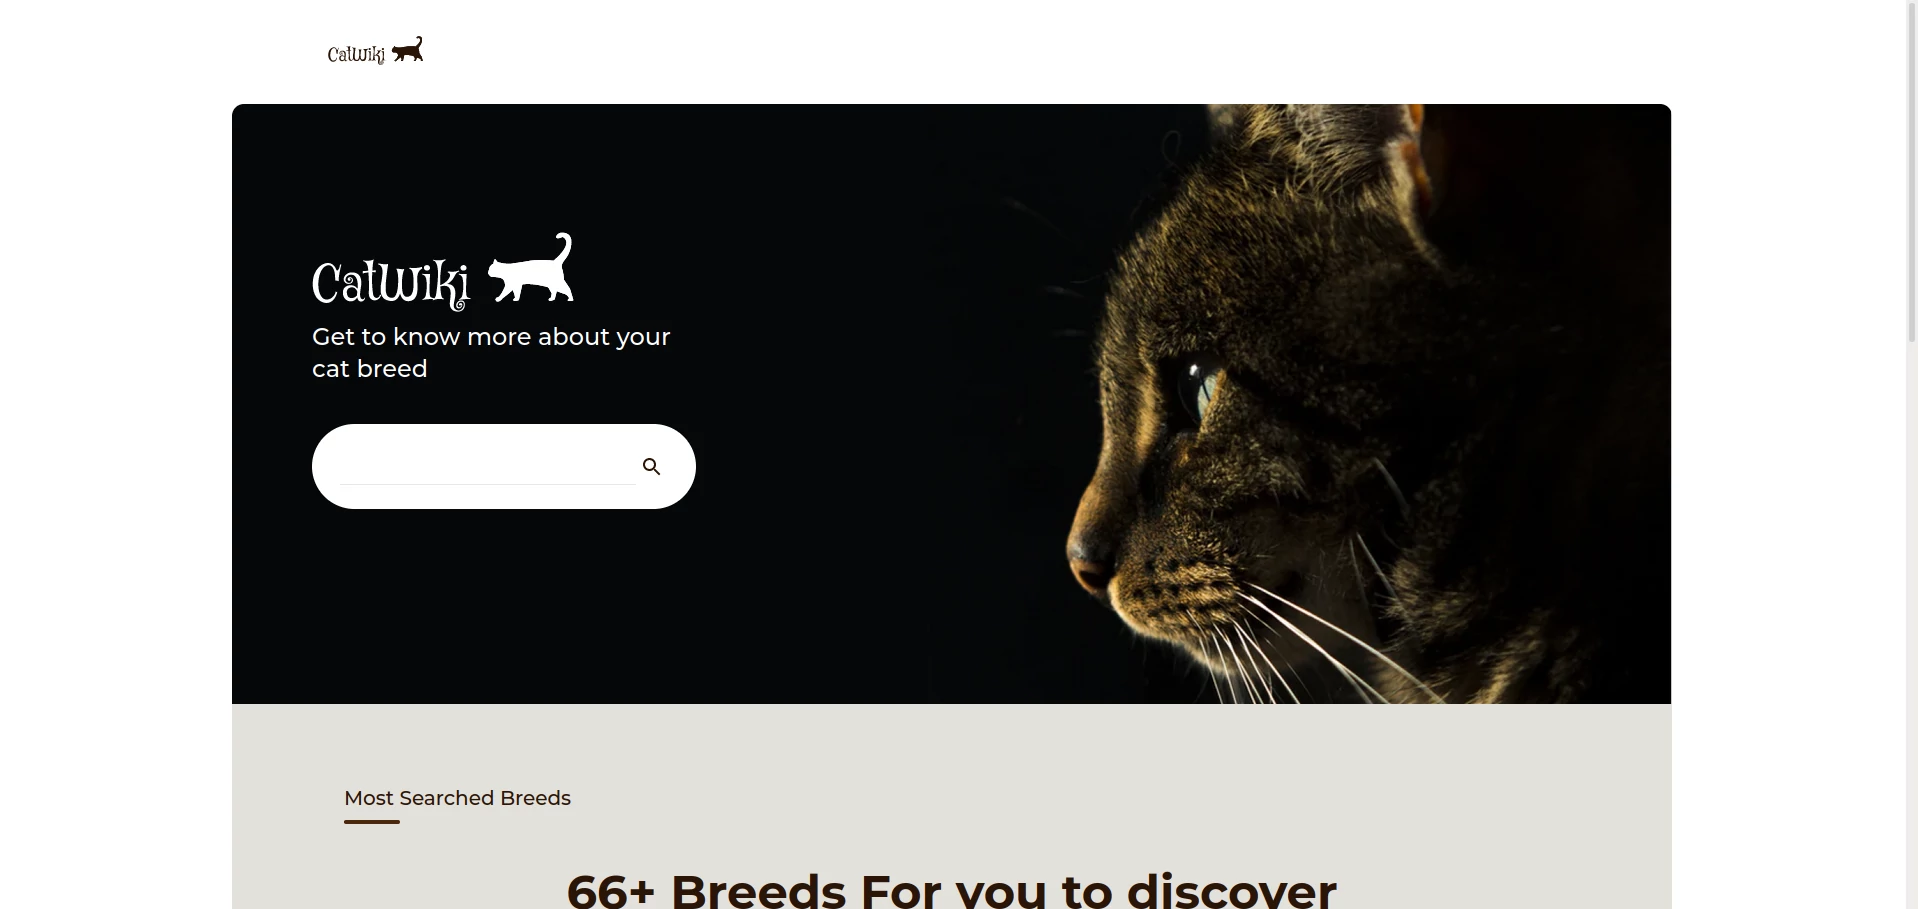 CatWiki
CatWiki
Get to know more about your
cat breed
Most Searched Breeds
66+ Breeds For you to discover